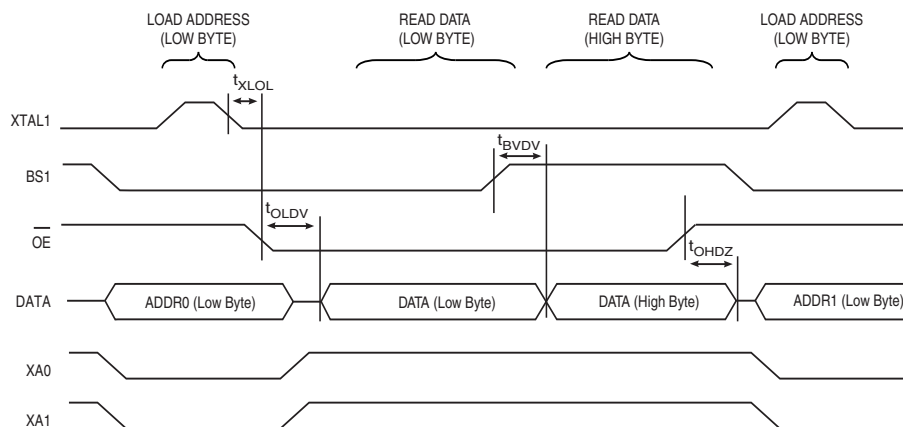 LOAD ADDRESS
(LOW BYTE)
READ DATA
(LOW BYTE)
READ DATA
(HIGH BYTE)
LOAD ADDRESS
(LOW BYTE)
tXLOL
XTAL1
tBVDV
BS1
tOLDV
OE
tOHDZ
DATA
ADDR0 (Low Byte)
DATA (Low Byte)
DATA (High Byte)
ADDR1 (Low Byte)
XA0
XA1